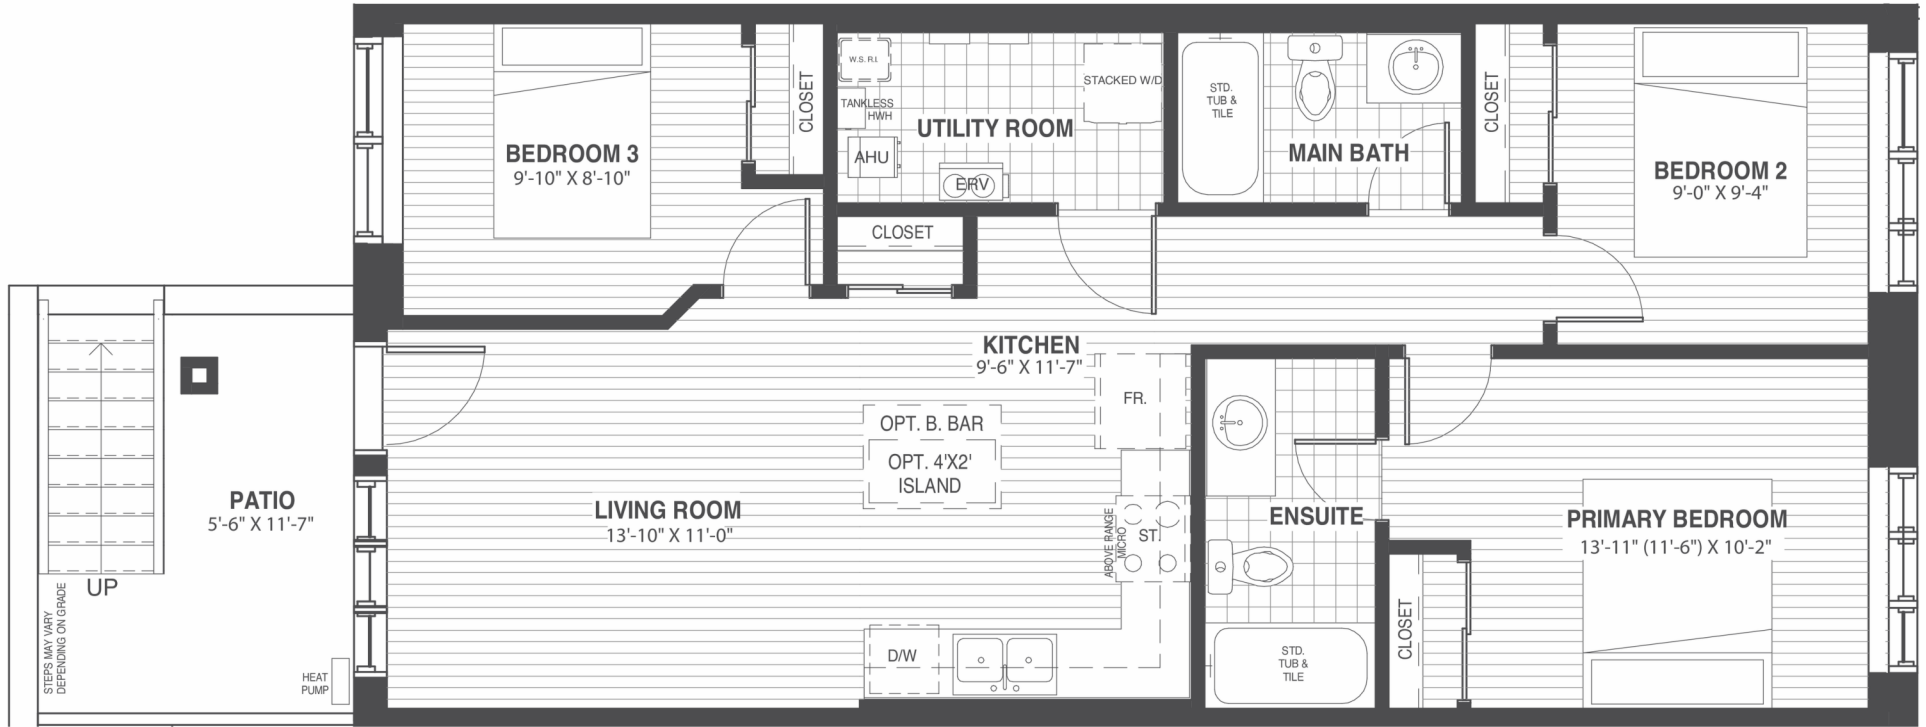 BEDROOM 3
9'-10" X 8'-10"
CLOSET
W.S. R.I.
TANKLESS
HWH
AHU
UTILITY ROOM
ERV
STACKED W/D
STD.
TUB &
TILE
MAIN BATH
CLOSET
BEDROOM 2
9'-0" X 9'-4"
CLOSET
KITCHEN
9'-6" X 11'-7"
FR.
OPT. B. BAR
OPT. 4'X2'
ISLAND
LIVING ROOM
13'-10" X 11'-0"
ABOVE RANGE
MICRO
ST.
D/W
ENSUITE
STD.
TUB &
TILE
PRIMARY BEDROOM
13'-11" (11'-6") X 10'-2"
CLOSET
PATIO
5'-6" X 11'-7"
UP
STEPS MAY VARY
DEPENDING ON GRADE
HEAT
PUMP